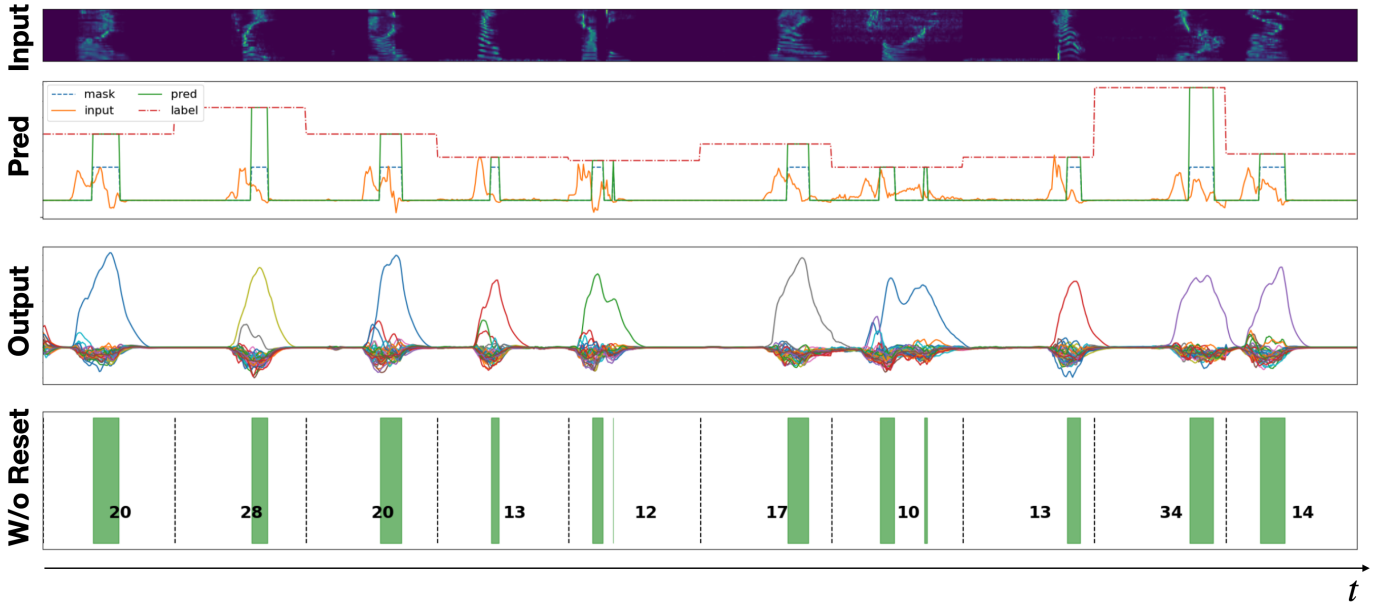 Input
Pred
mask
input
pred
label
Output
W/o Reset
20
28
20
13
12
17
10
13
34
14
t